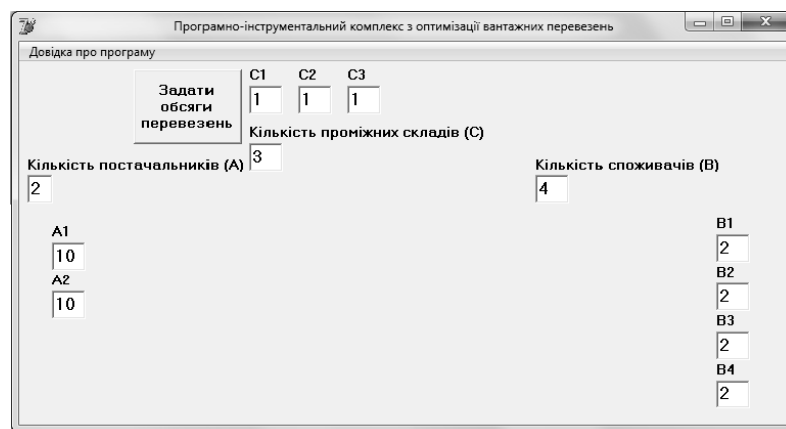 Програмно-інструментальний комплекс з оптимізації вантажних перевезень
Довідка про програму
Задати
обсяги
перевезень
C1 C2 C3
1 1 1
Кількість проміжних складів (C)
3
Кількість постачальників (A)
2
Кількість споживачів (B)
4
A1
10
A2
10
B1
2
B2
2
B3
2
B4
2